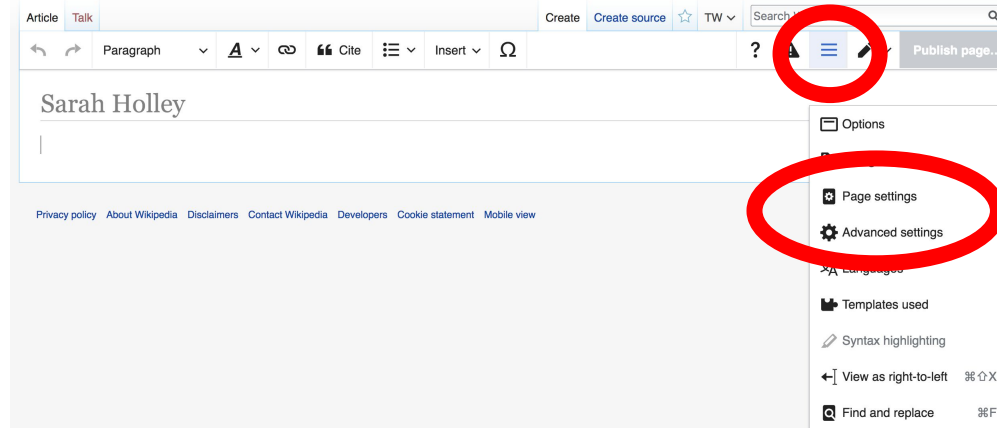 Article Talk Create Create source TW Search
Paragraph A Cite Insert Ω ? Publish page...
Sarah Holley
Options
Page settings
Privacy policy About Wikipedia Disclaimers Contact Wikipedia Developers Cookie statement Mobile view
Advanced settings
Languages
Templates used
Syntax highlighting
View as right-to-left ⌘⇧X
Find and replace ⌘F